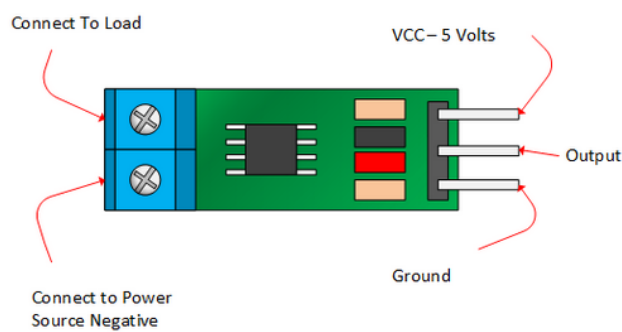 Connect To Load
VCC – 5 Volts
Output
Ground
Connect to Power
Source Negative